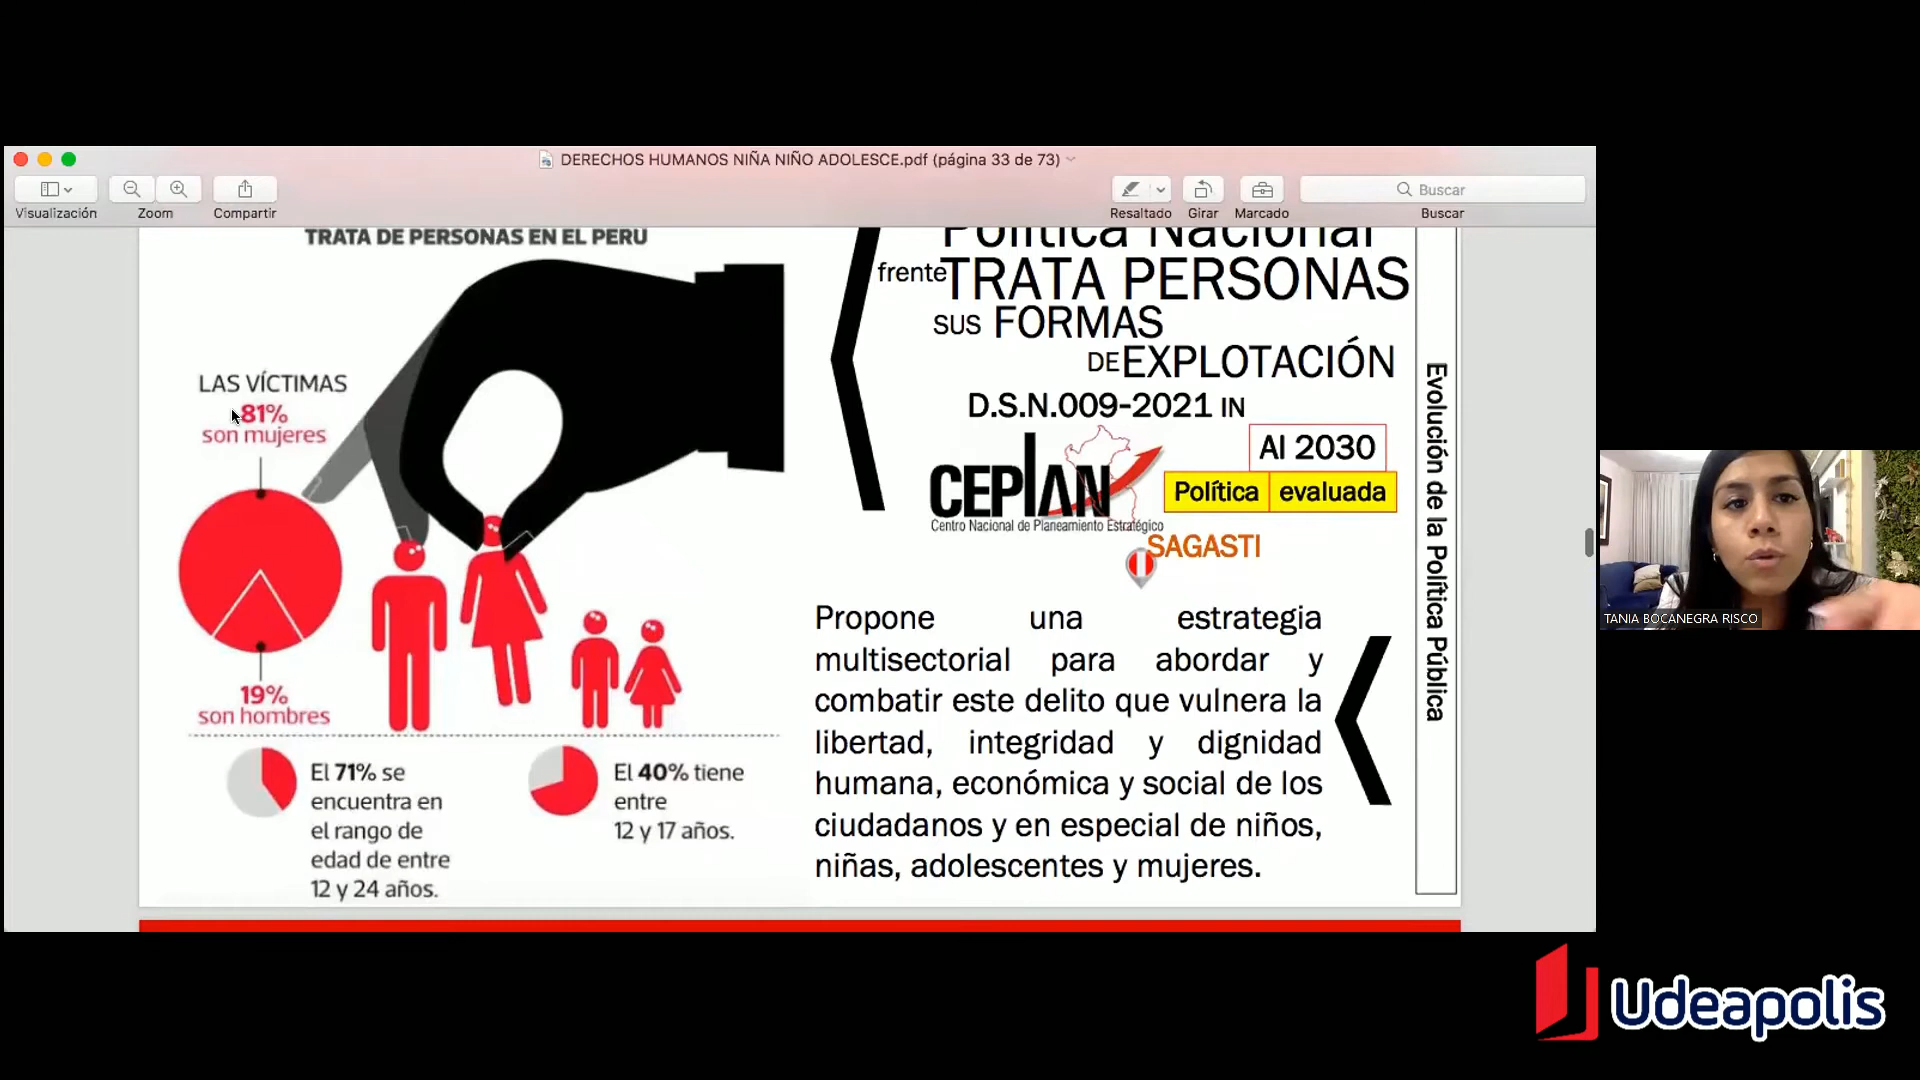 DERECHOS HUMANOS NIÑA NIÑO ADOLESCE.pdf (página 33 de 73)
Visualización
Zoom
Compartir
Resaltado
Girar
Marcado
Buscar
Buscar
TRATA DE PERSONAS EN EL PERÚ
LAS VÍCTIMAS
81%
son mujeres
19%
son hombres
El 71% se
encuentra en
el rango de
edad de entre
12 y 24 años.
El 40% tiene
entre
12 y 17 años.
Política Nacional
frente TRATA PERSONAS
SUS FORMAS
DE EXPLOTACIÓN
D.S.N.009-2021 IN
Al 2030
CEPLAN
Centro Nacional de Planeamiento Estratégico
Política evaluada
SAGASTI
Propone una estrategia
multisectorial para abordar y
combatir este delito que vulnera la
libertad, integridad y dignidad
humana, económica y social de los
ciudadanos y en especial de niños,
niñas, adolescentes y mujeres.
Evolución de la Política Pública
TANIA BOCANEGRA RISCO
Udeapolis